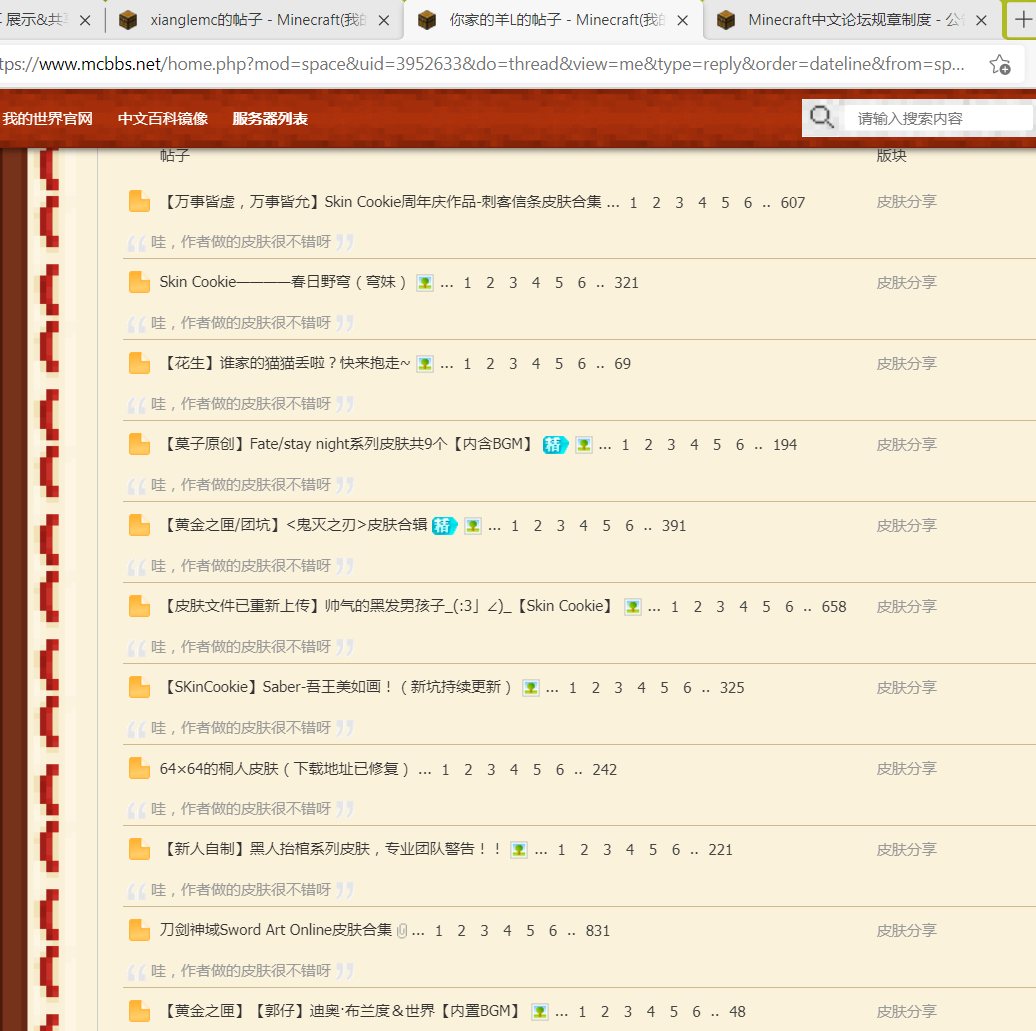 展示&共 xianglemc的帖子 - Minecraft(我的 你家的羊L的帖子 - Minecraft(我的 Minecraft中文论坛规章制度 - 公
tps://www.mcbbs.net/home.php?mod=space&uid=3952633&do=thread&view=me&type=reply&order=dateline&from=sp...
我的世界官网 中文百科镜像 服务器列表 请输入搜索内容
帖子 版块
【万事皆虚，万事皆允】Skin Cookie周年庆作品-刺客信条皮肤合集 ... 1 2 3 4 5 6 .. 607 皮肤分享
哇，作者做的皮肤很不错呀
Skin Cookie————春日野穹（穹妹） ... 1 2 3 4 5 6 .. 321 皮肤分享
哇，作者做的皮肤很不错呀
【花生】谁家的猫猫丢啦？快来抱走~ ... 1 2 3 4 5 6 .. 69 皮肤分享
哇，作者做的皮肤很不错呀
【莫子原创】Fate/stay night系列皮肤共9个【内含BGM】 精 ... 1 2 3 4 5 6 .. 194 皮肤分享
哇，作者做的皮肤很不错呀
【黄金之匣/团坑】<鬼灭之刃>皮肤合辑 精 ... 1 2 3 4 5 6 .. 391 皮肤分享
哇，作者做的皮肤很不错呀
【皮肤文件已重新上传】帅气的黑发男孩子_(:3」∠)_【Skin Cookie】 ... 1 2 3 4 5 6 .. 658 皮肤分享
哇，作者做的皮肤很不错呀
【SKinCookie】Saber-吾王美如画！（新坑持续更新） ... 1 2 3 4 5 6 .. 325 皮肤分享
哇，作者做的皮肤很不错呀
64×64的桐人皮肤（下载地址已修复） ... 1 2 3 4 5 6 .. 242 皮肤分享
哇，作者做的皮肤很不错呀
【新人自制】黑人抬棺系列皮肤，专业团队警告！！ ... 1 2 3 4 5 6 .. 221 皮肤分享
哇，作者做的皮肤很不错呀
刀剑神域Sword Art Online皮肤合集 ... 1 2 3 4 5 6 .. 831 皮肤分享
哇，作者做的皮肤很不错呀
【黄金之匣】【郭仔】迪奥·布兰度＆世界【内置BGM】 ... 1 2 3 4 5 6 .. 48 皮肤分享